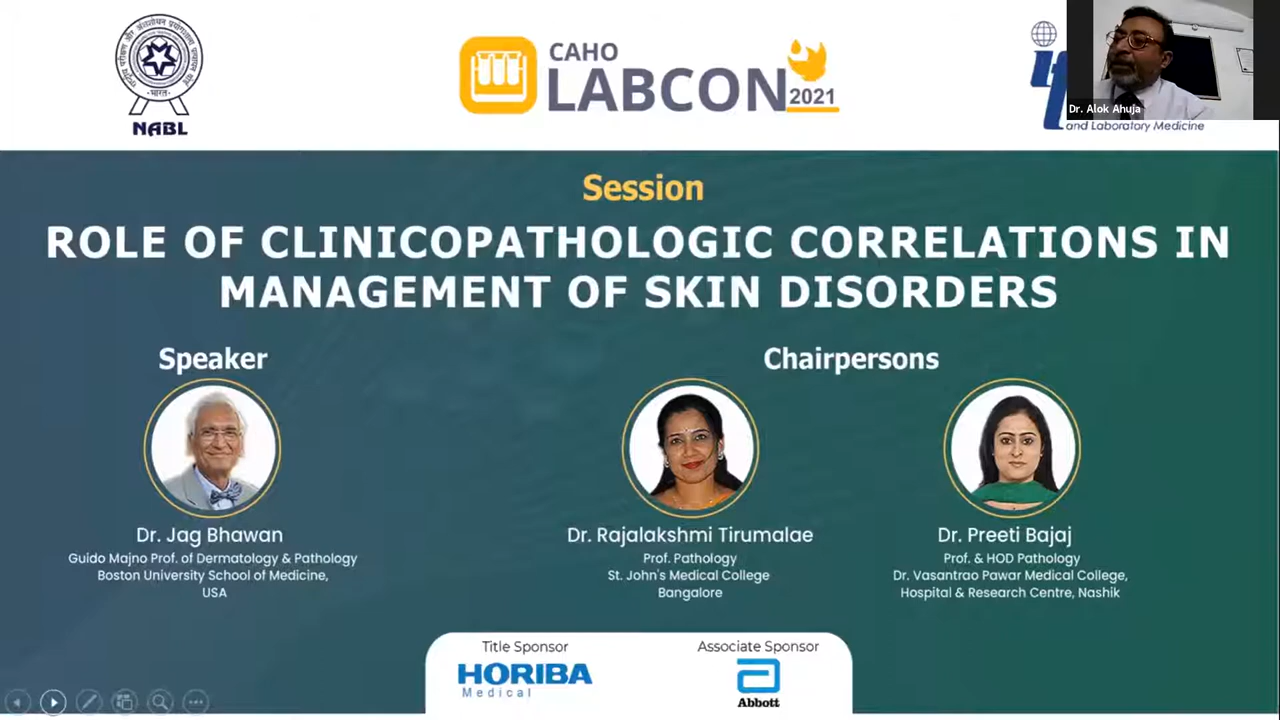 NABL
CAHO
LABCON
2021
Dr. Alok Ahuja
and Laboratory Medicine
Session
ROLE OF CLINICOPATHOLOGIC CORRELATIONS IN
MANAGEMENT OF SKIN DISORDERS
Speaker
Chairpersons
Dr. Jag Bhawan
Guido Majno Prof. of Dermatology & Pathology
Boston University School of Medicine,
USA
Dr. Rajalakshmi Tirumalae
Prof. Pathology
St. John's Medical College
Bangalore
Dr. Preeti Bajaj
Prof. & HOD Pathology
Dr. Vasantrao Pawar Medical College,
Hospital & Research Centre, Nashik
Title Sponsor
HORIBA
Medical
Associate Sponsor
Abbott